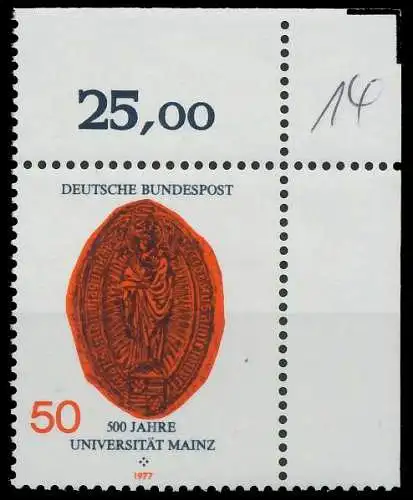 25,00
14
DEUTSCHE BUNDESPOST
50
500 JAHRE
UNIVERSITÄT MAINZ
1977